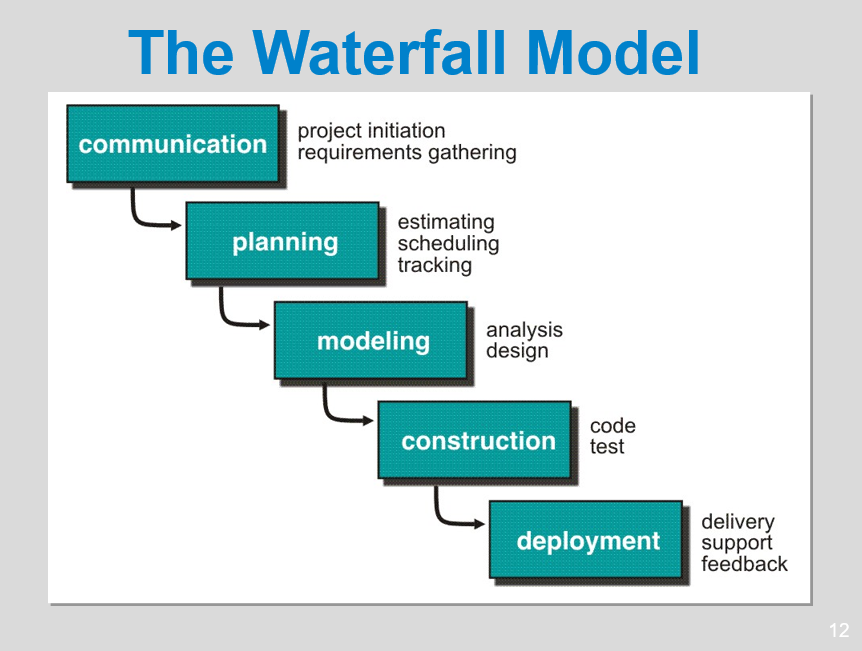 The Waterfall Model
communication
project initiation
requirements gathering
planning
estimating
scheduling
tracking
modeling
analysis
design
construction
code
test
deployment
delivery
support
feedback
12